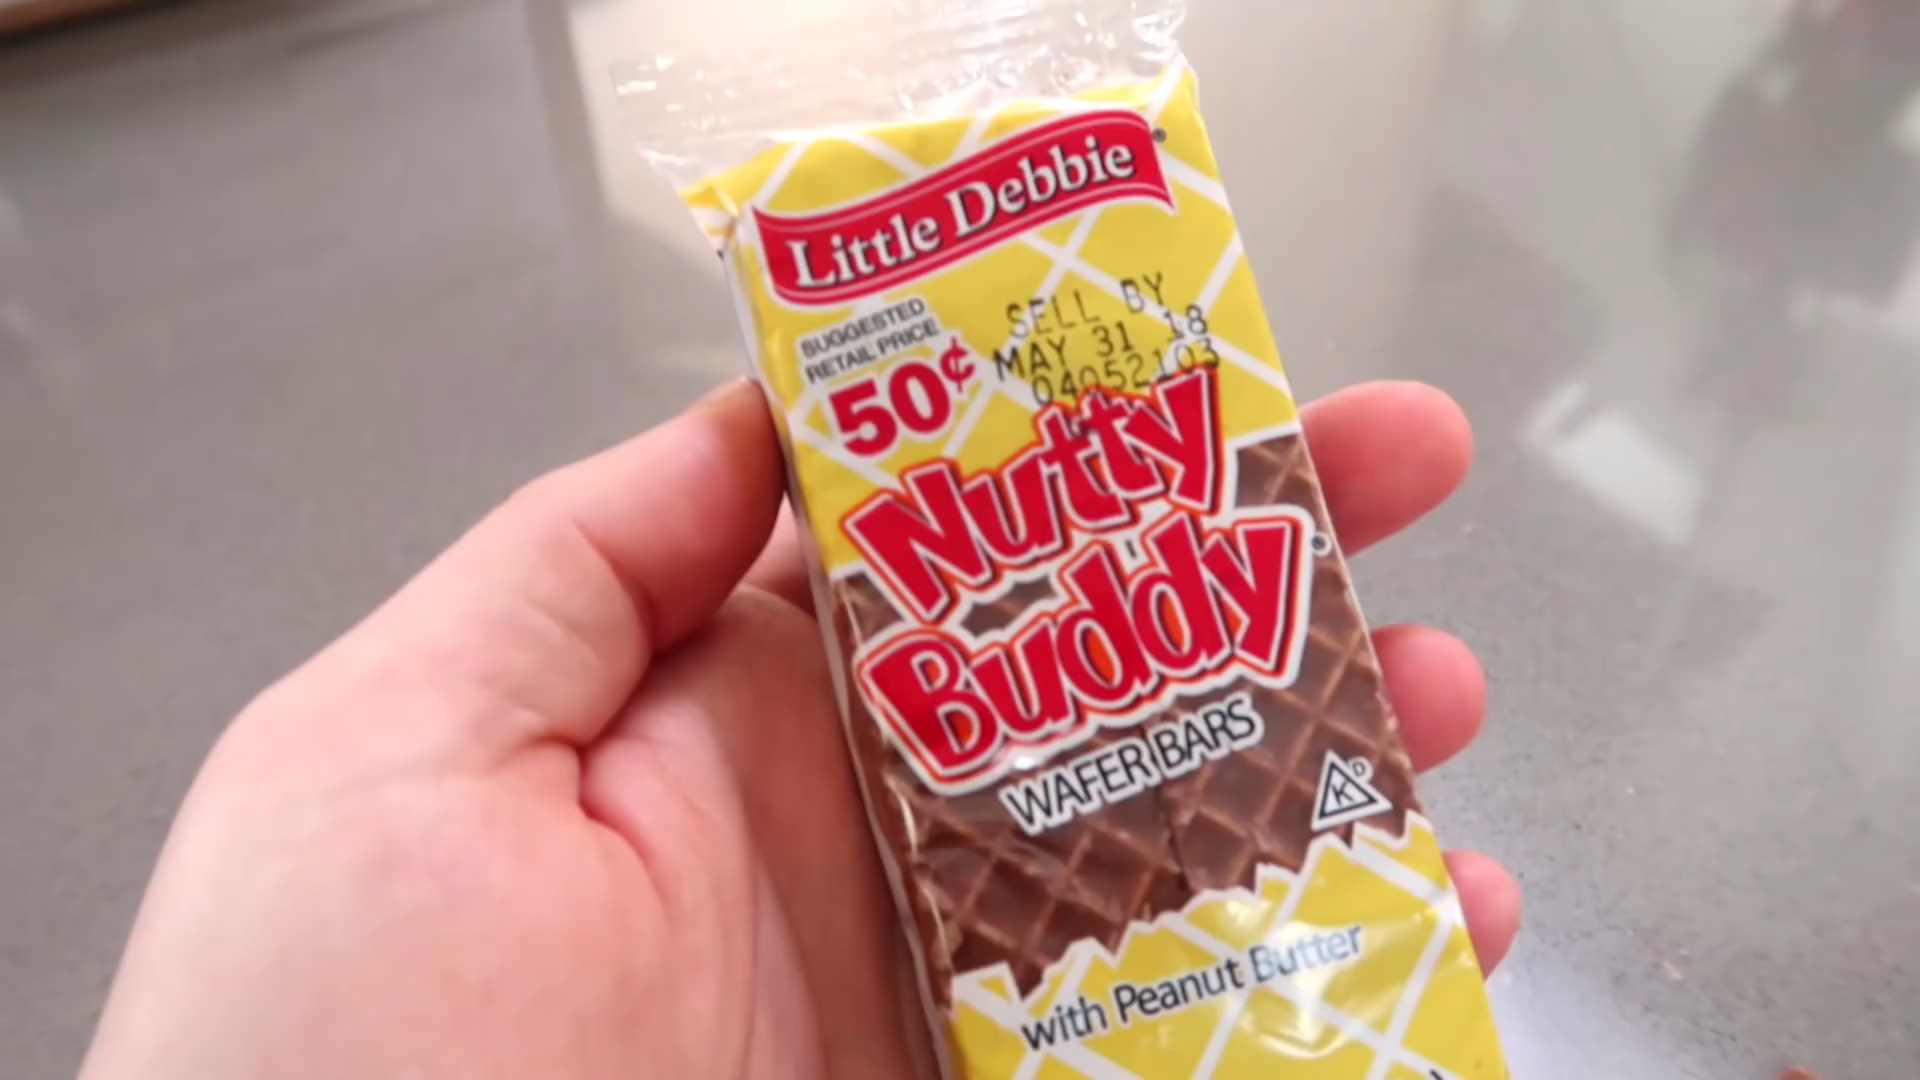 Little Debbie®
SUGGESTED
RETAIL PRICE
50¢
SELL BY
MAY 31 18
04052103
Nutty
Buddy®
WAFER BARS
K D
with Peanut Butter